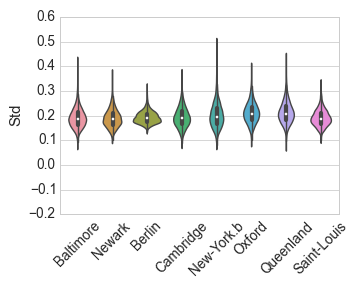 0.6
0.5
0.4
0.3
0.2
0.1
0.0
−0.1
−0.2
Std
Baltimore
Newark
Berlin
Cambridge
New-York.b
Oxford
Queenland
Saint-Louis